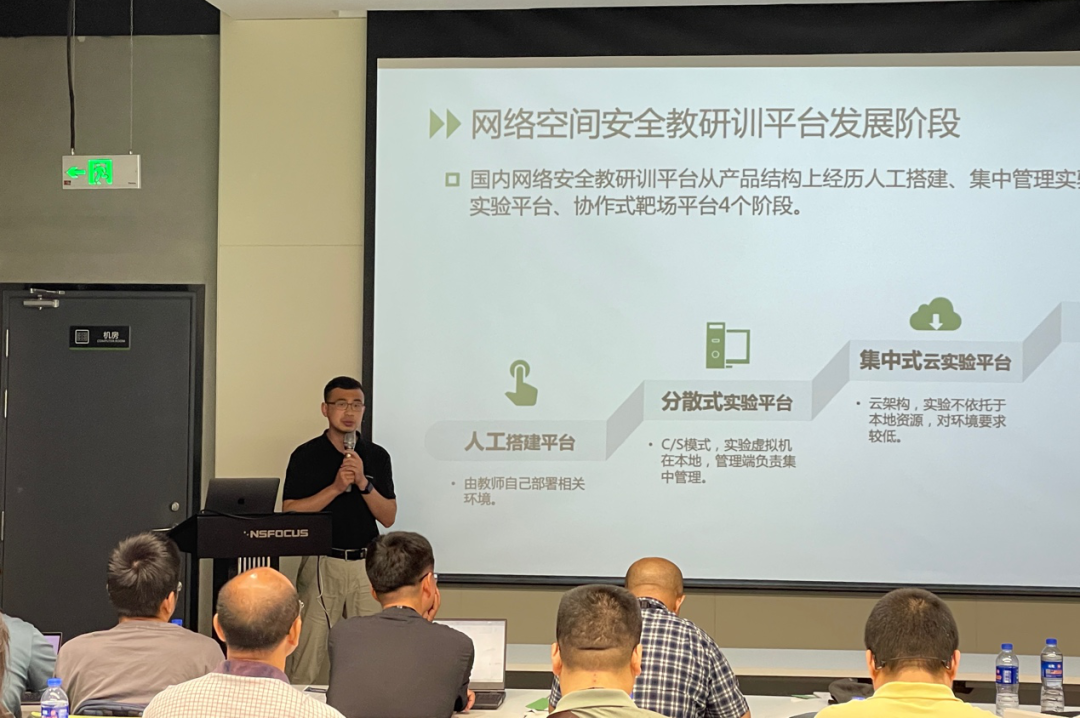 网络空间安全教研训平台发展阶段
国内网络安全教研训平台从产品结构上经历人工搭建、集中管理实验
实验平台、协作式靶场平台4个阶段。
集中式云实验平台
• 云架构，实验不依托于
本地资源，对环境要求
较低。
分散式实验平台
• C/S模式，实验虚拟机
在本地，管理端负责集
中管理。
人工搭建平台
• 由教师自己部署相关
环境。
机房
NSFOCUS